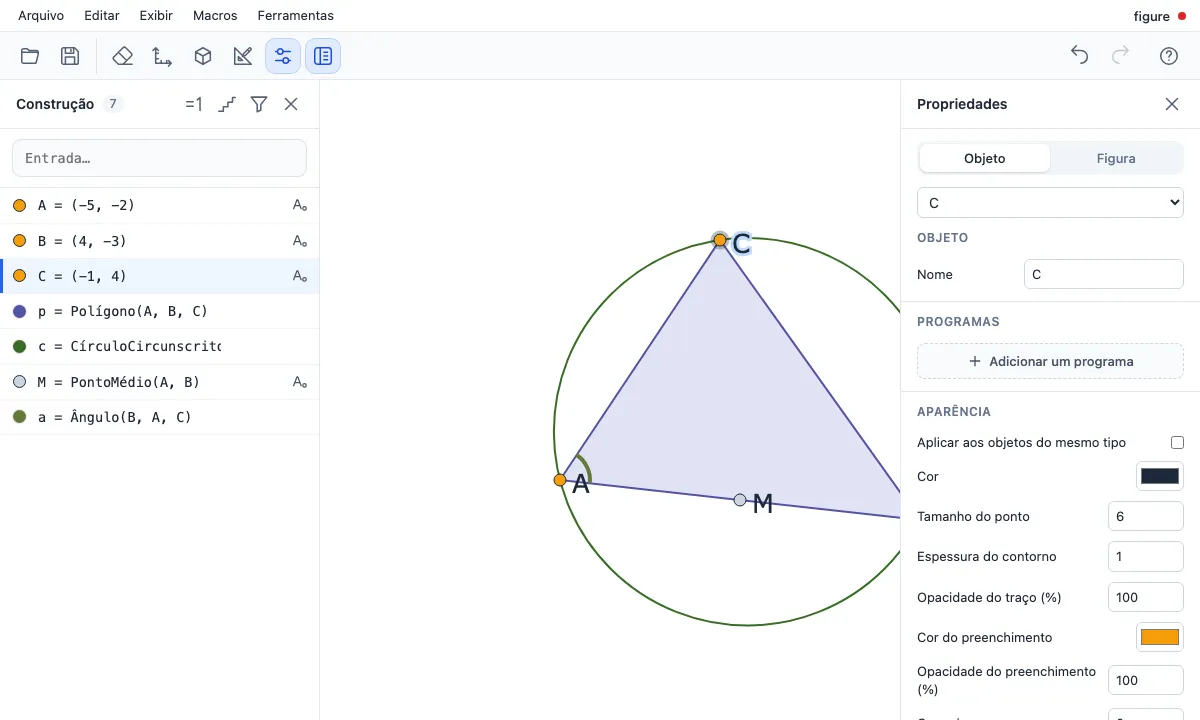 Arquivo Editar Exibir Macros Ferramentas figure
Construção 7 =1
Entrada…
A = (−5, −2) A
B = (4, −3) A
C = (−1, 4) A
p = Polígono(A, B, C)
c = CírculoCircunscrito
M = PontoMédio(A, B) A
a = Ângulo(B, A, C)
C
A
M
Propriedades
Objeto Figura
C
OBJETO
Nome C
PROGRAMAS
+ Adicionar um programa
APARÊNCIA
Aplicar aos objetos do mesmo tipo
Cor
Tamanho do ponto 6
Espessura do contorno 1
Opacidade do traço (%) 100
Cor do preenchimento
Opacidade do preenchimento (%) 100